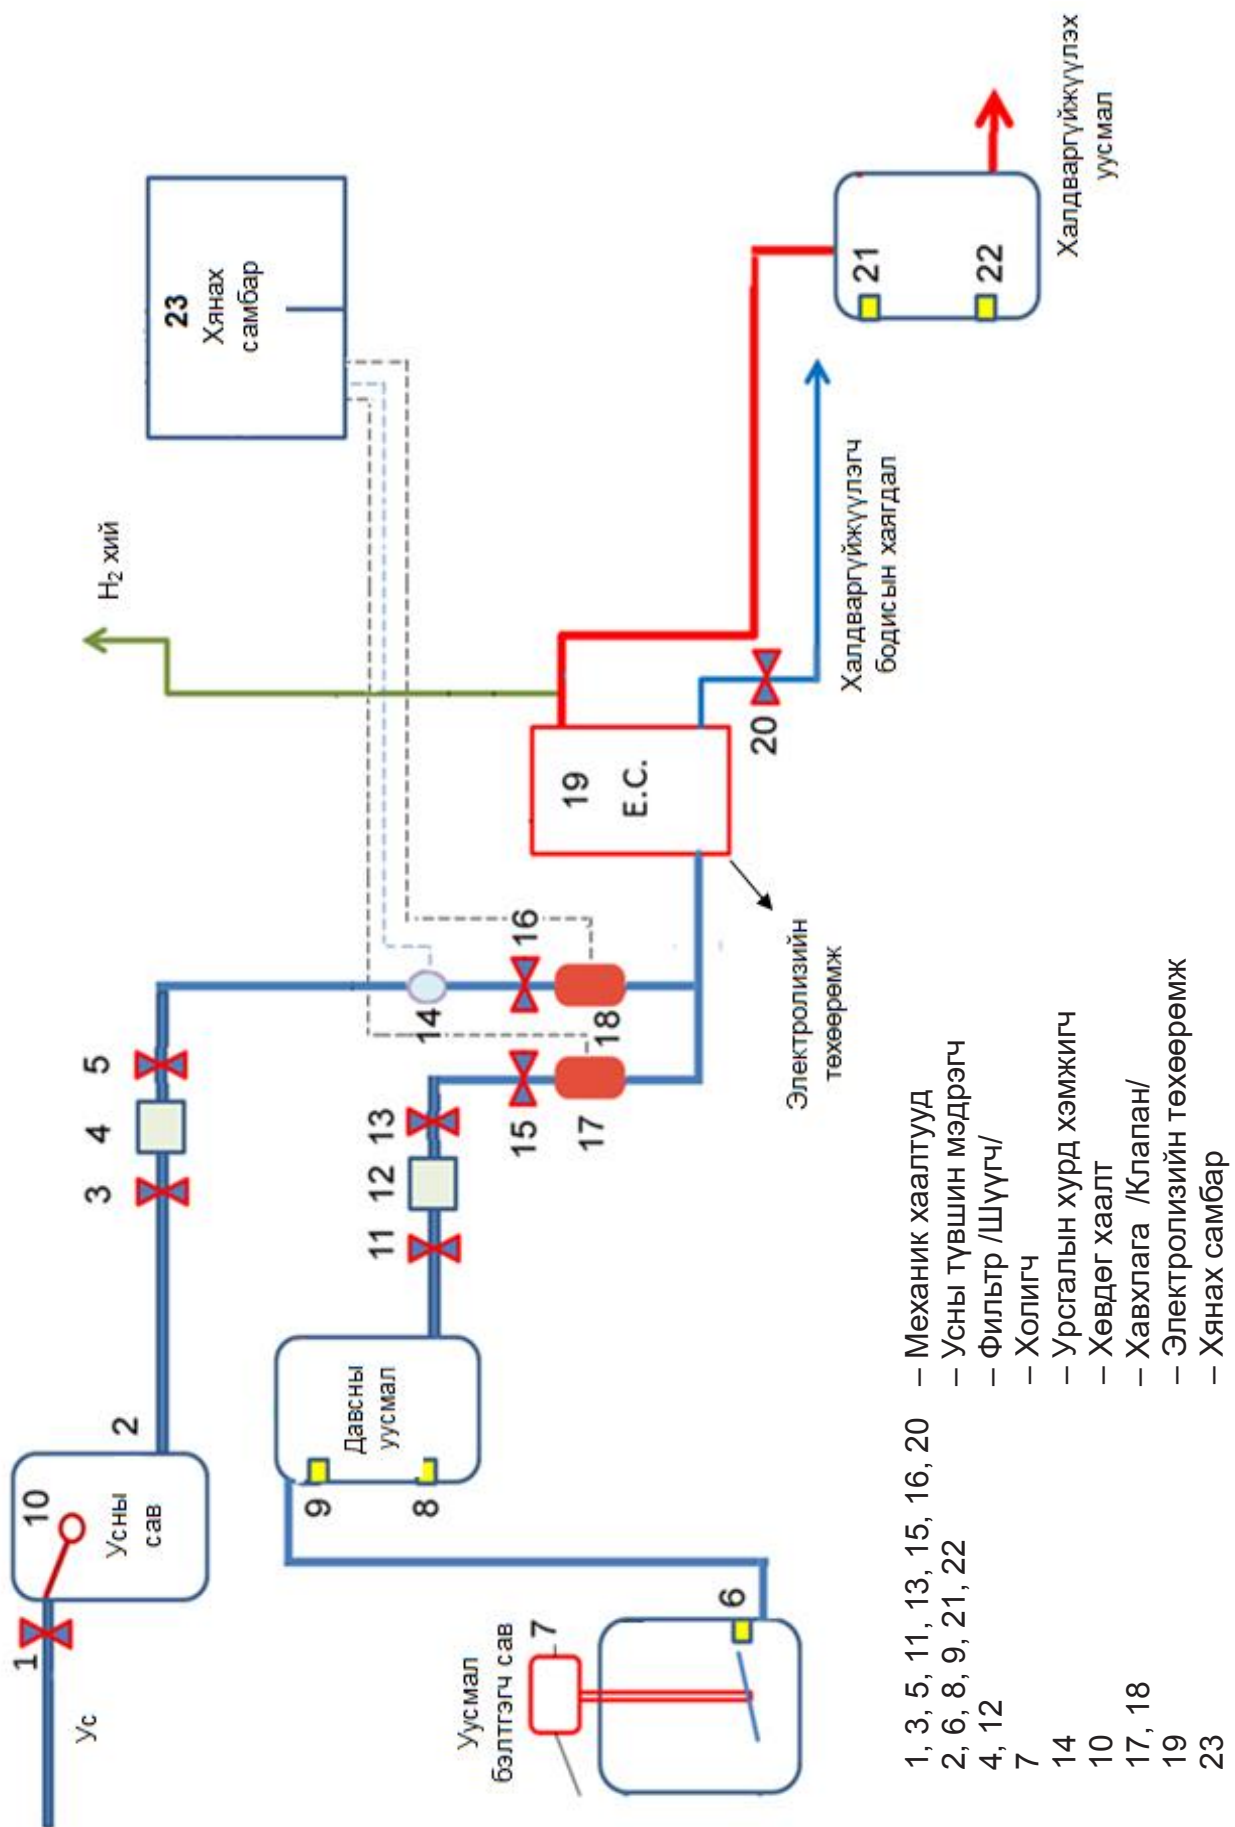 Ус
1
10
Усны
сав
2
3
4
5
Уусмал
бэлтгэгч сав
7
6
9
8
Давсны
уусмал
11
12
13
14
15
16
17
18
19
E.C.
Электролизийн
төхөөрөмж
20
H₂ хий
23
Хянах
самбар
Халдваргүйжүүлэгч
бодисын хаягдал
21
22
Халдваргүйжүүлэх
уусмал
1, 3, 5, 11, 13, 15, 16, 20 – Механик хаалтууд
2, 6, 8, 9, 21, 22 – Усны түвшин мэдрэгч
4, 12 – Фильтр /Шүүгч/
7 – Холигч
14 – Урсгалын хурд хэмжигч
10 – Хөвдөг хаалт
17, 18 – Хавхлага /Клапан/
19 – Электролизийн төхөөрөмж
23 – Хянах самбар